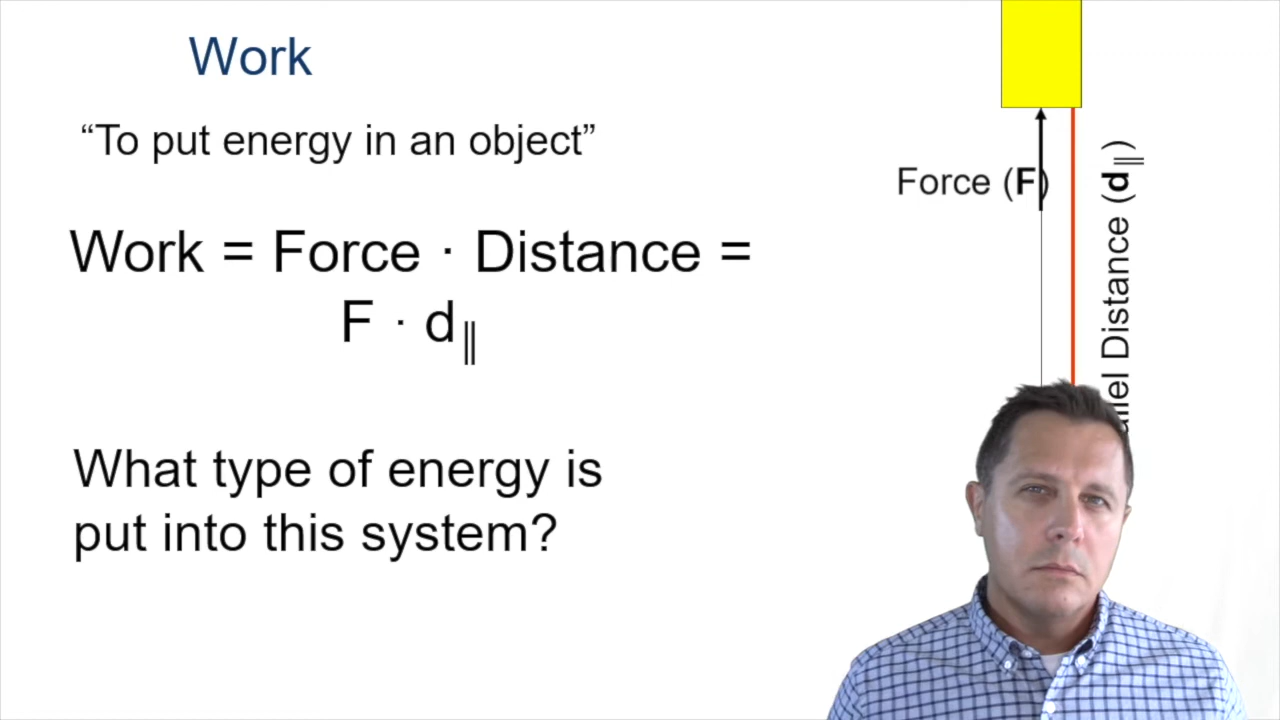 Work
“To put energy in an object”
Work = Force · Distance =
F · d∥
What type of energy is
put into this system?
Force (F)
Distance (d∥)